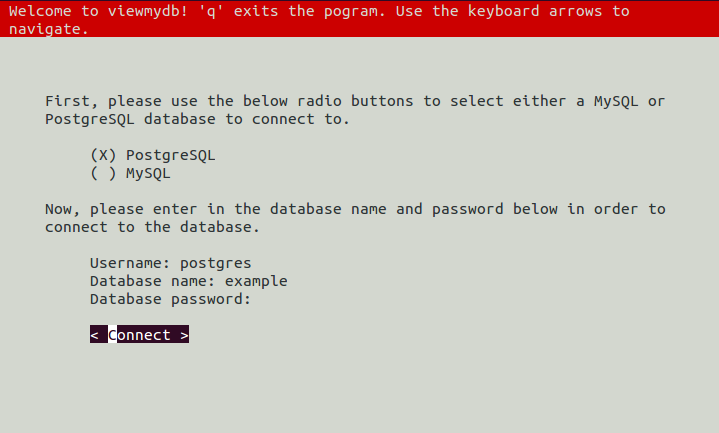 Welcome to viewmydb! 'q' exits the pogram. Use the keyboard arrows to
navigate.
First, please use the below radio buttons to select either a MySQL or
PostgreSQL database to connect to.
(X) PostgreSQL
( ) MySQL
Now, please enter in the database name and password below in order to
connect to the database.
Username: postgres
Database name: example
Database password:
< Connect >